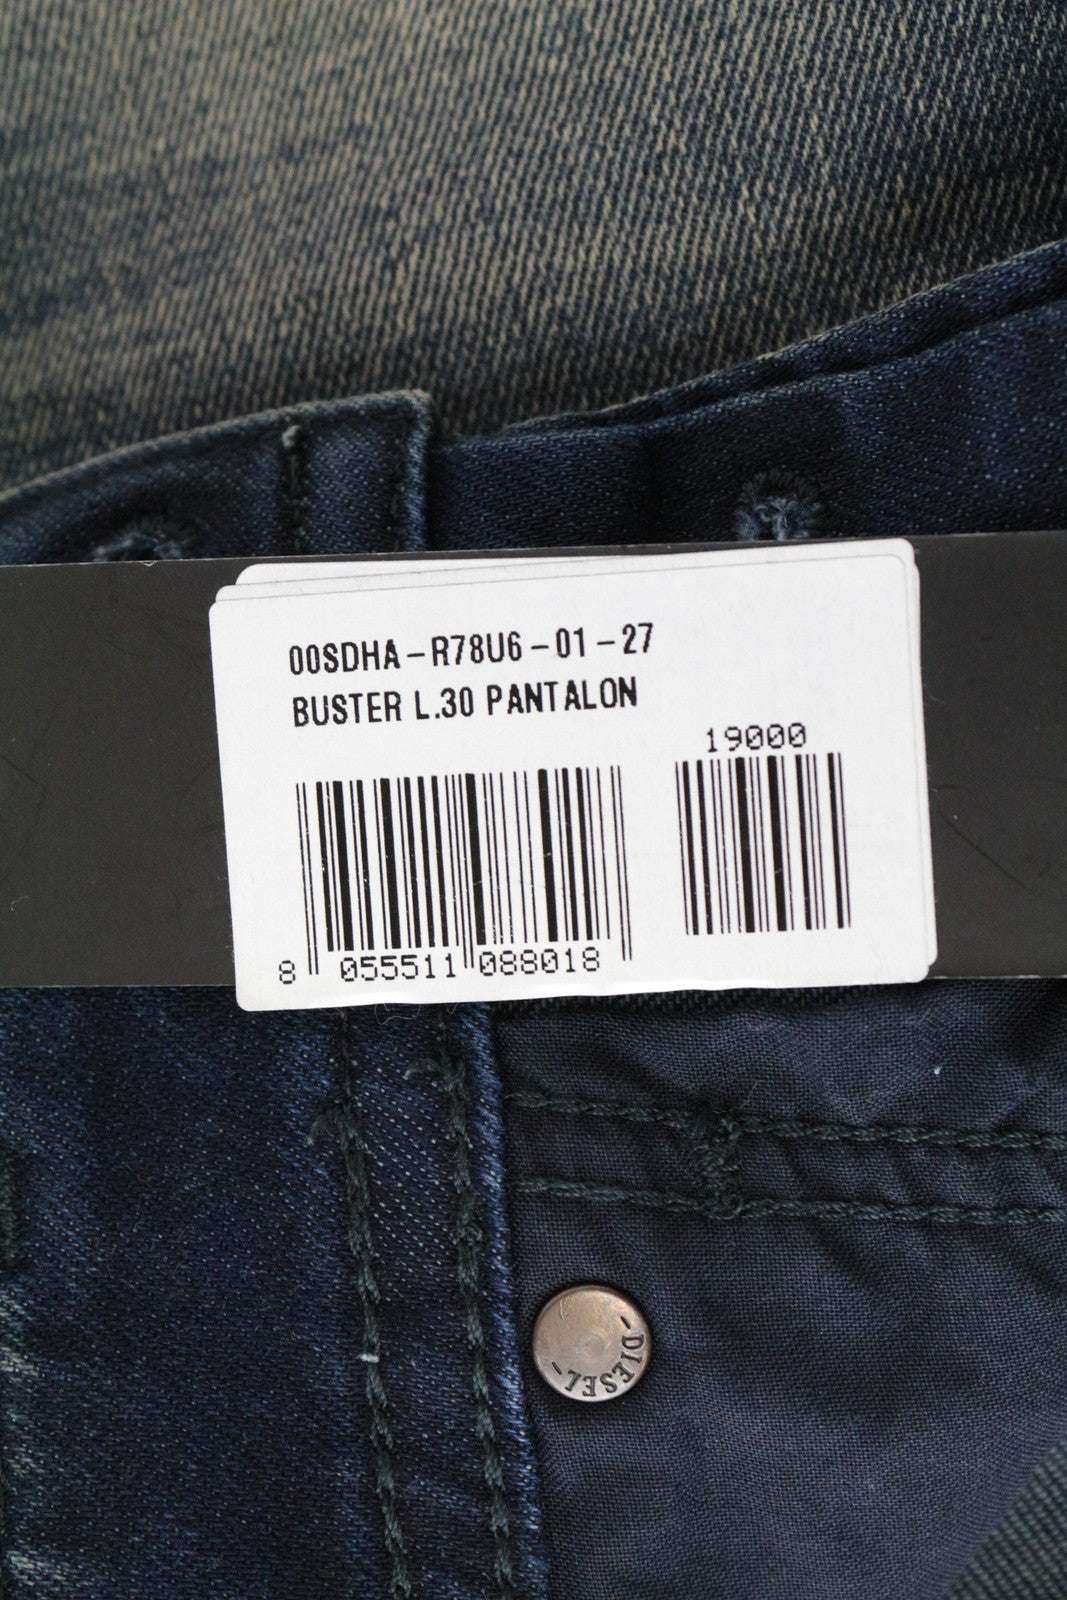 00SDHA-R78U6-01-27
BUSTER L.30 PANTALON
19000
8 055511 088018
-DIESEL-